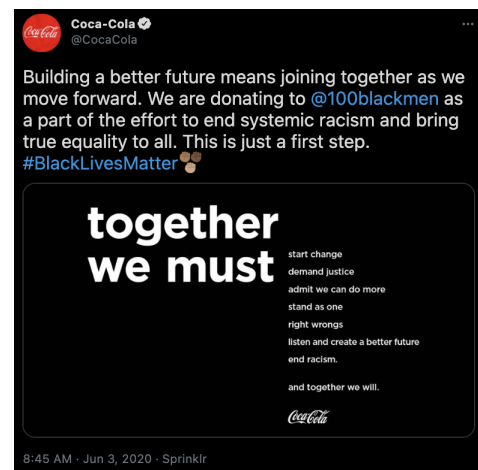 Coca-Cola
Coca-Cola
@CocaCola
Building a better future means joining together as we
move forward. We are donating to @100blackmen as
a part of the effort to end systemic racism and bring
true equality to all. This is just a first step.
#BlackLivesMatter
together
we must
start change
demand justice
admit we can do more
stand as one
right wrongs
listen and create a better future
end racism.
and together we will.
Coca-Cola
8:45 AM · Jun 3, 2020 · Sprinklr